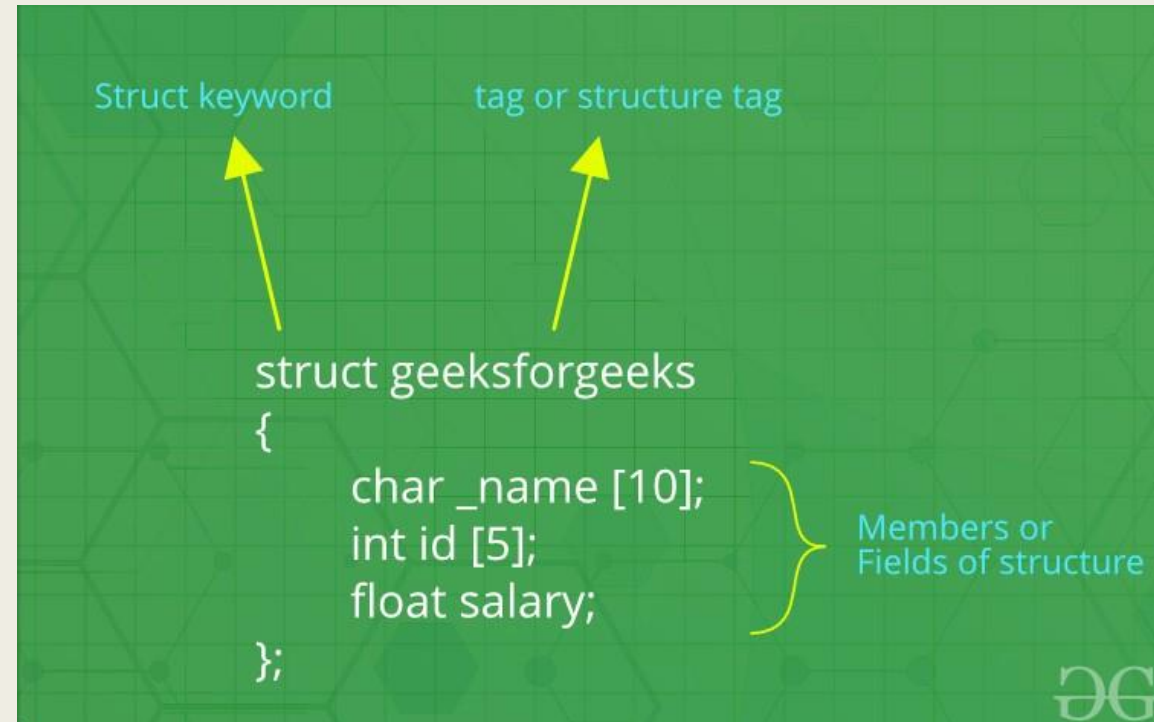 Struct keyword
tag or structure tag
struct geeksforgeeks
{
char _name [10];
int id [5];
float salary;
};
Members or
Fields of structure